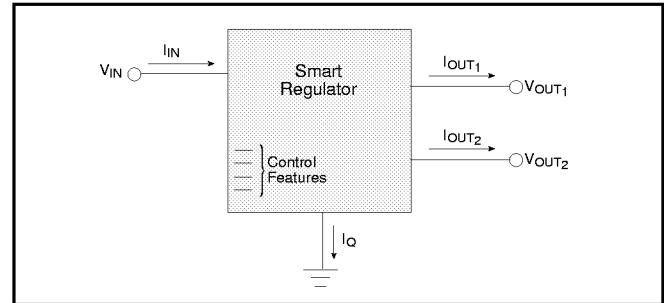 IIN
VIN
Smart
Regulator
IOUT1
VOUT1
IOUT2
VOUT2
Control
Features
IQ